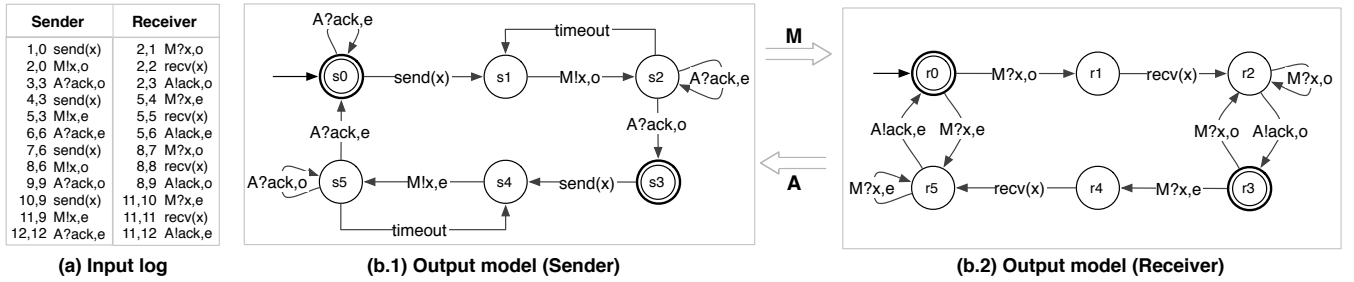 Sender Receiver
1,0 send(x) 2,1 M?x,o
2,0 M!x,o 2,2 recv(x)
3,3 A?ack,o 2,3 A!ack,o
4,3 send(x) 5,4 M?x,e
5,3 M!x,e 5,5 recv(x)
6,6 A?ack,e 5,6 A!ack,e
7,6 send(x) 8,7 M?x,o
8,6 M!x,o 8,8 recv(x)
9,9 A?ack,o 8,9 A!ack,o
10,9 send(x) 11,10 M?x,e
11,9 M!x,e 11,11 recv(x)
12,12 A?ack,e 11,12 A!ack,e
(a) Input log
A?ack,e
timeout
s0 send(x) s1 M!x,o s2 A?ack,e
A?ack,e A?ack,o
A?ack,o s5 M!x,e s4 send(x) s3
timeout
(b.1) Output model (Sender)
M
A
r0 M?x,o r1 recv(x) r2 M?x,o
A!ack,e M?x,e M?x,o A!ack,o
M?x,e r5 recv(x) r4 M?x,e r3
(b.2) Output model (Receiver)